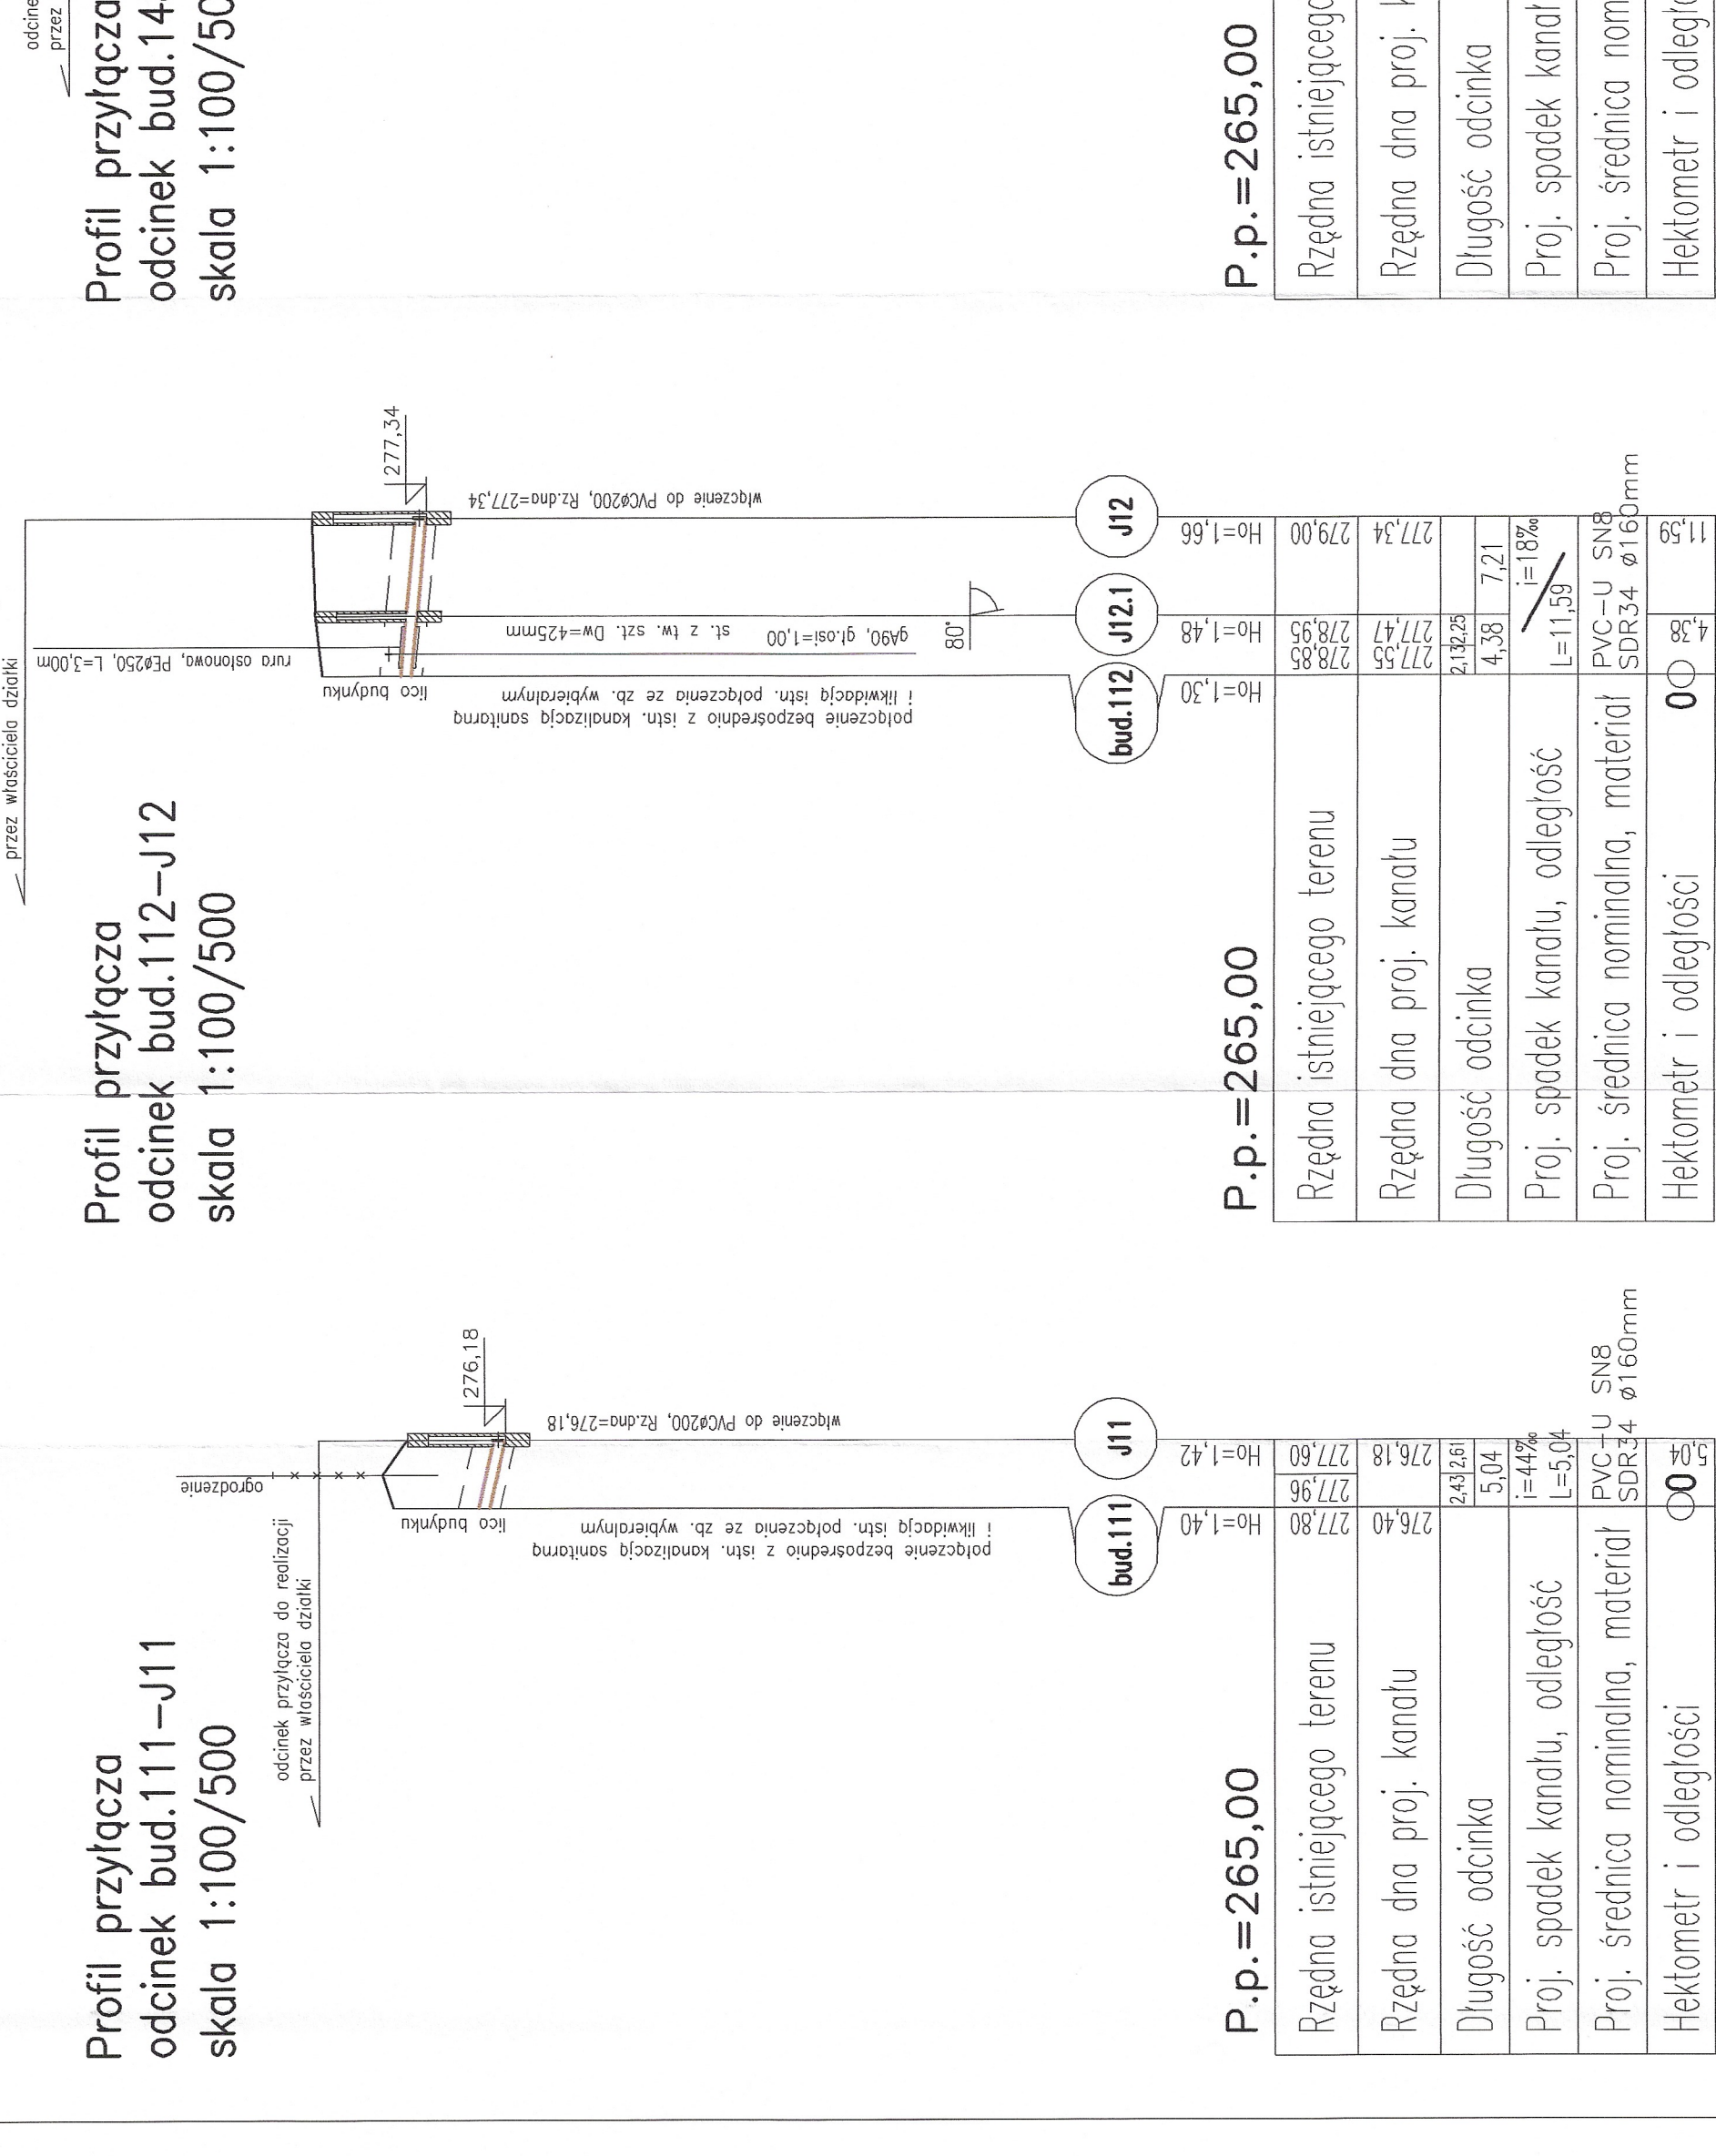 Profil przyłącza
odcinek bud.111–J11
skala 1:100/500
odcinek przyłącza do realizacji
przez właściciela działki
ogrodzenie
276,18
włączenie do PVCø200, Rz.dna=276,18
lico budynku
połączenie bezpośrednio z istn. kanalizacją sanitarną
i likwidacją istn. połączenia ze zb. wybieralnym
bud.111
J11
P.p.=265,00
Ho=1,40
Ho=1,42
Rzędna istniejącego terenu
277,80
277,96
277,60
Rzędna dna proj. kanału
276,40
276,18
Długość odcinka
2,43
2,61
5,04
Proj. spadek kanału, odległość
i=44‰
L=5,04
Proj. średnica nominalna, materiał
PVC-U SN8
SDR34 ø160mm
Hektometr i odległości
0
5,04
przez właściciela działki
Profil przyłącza
odcinek bud.112–J12
skala 1:100/500
rura osłonowa, PEø250, L=3,00m
277,34
włączenie do PVCø200, Rz.dna=277,34
lico budynku
st. z tw. szt. Dw=425mm
gA90, gł.osi=1,00
połączenie bezpośrednio z istn. kanalizacją sanitarną
i likwidacją istn. połączenia ze zb. wybieralnym
80°
bud.112
J12.1
J12
P.p.=265,00
Ho=1,30
Ho=1,48
Ho=1,66
Rzędna istniejącego terenu
278,85
278,95
279,00
Rzędna dna proj. kanału
277,55
277,47
277,34
Długość odcinka
2,13
2,25
4,38
7,21
Proj. spadek kanału, odległość
i=18‰
L=11,59
Proj. średnica nominalna, materiał
PVC-U SN8
SDR34 ø160mm
Hektometr i odległości
0
4,38
11,59
odcine
przez
Profil przyłącza
odcinek bud.14
skala 1:100/50
P.p.=265,00
Rzędna istniejącego
Rzędna dna proj.
Długość odcinka
Proj. spadek kanał
Proj. średnica nom
Hektometr i odległo